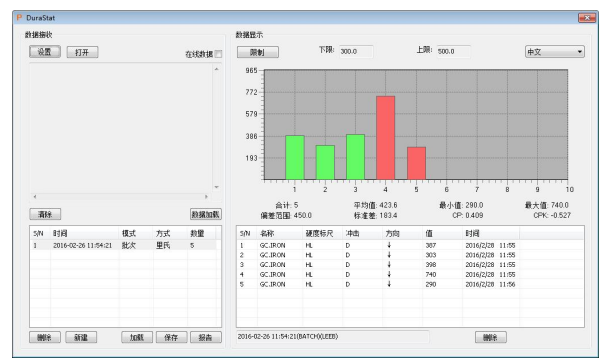 DuraStat
数据接收
设置 打开 在线数据
清除 数据加载
S/N 时间 模式 方式 数量
1 2016-02-26 11:54:21 批次 里氏 5
删除 新建 加载 保存 报告
数据显示
限制 下限: 300.0 上限: 500.0 中文
965
772
579
386
193
1 2 3 4 5 6 7 8 9 10
合计: 5 平均值: 423.6 最小值: 290.0 最大值: 740.0
偏差范围: 450.0 标准差: 183.4 CP: 0.409 CPK: -0.527
S/N 名称 硬度标尺 冲击 方向 值 时间
1 GC.IRON HL D ↓ 387 2016/2/28 11:55
2 GC.IRON HL D ↓ 303 2016/2/28 11:55
3 GC.IRON HL D ↓ 398 2016/2/28 11:55
4 GC.IRON HL D ↓ 740 2016/2/28 11:55
5 GC.IRON HL D ↓ 290 2016/2/28 11:56
2016-02-26 11:54:21(BATCH)(LEEB) 删除